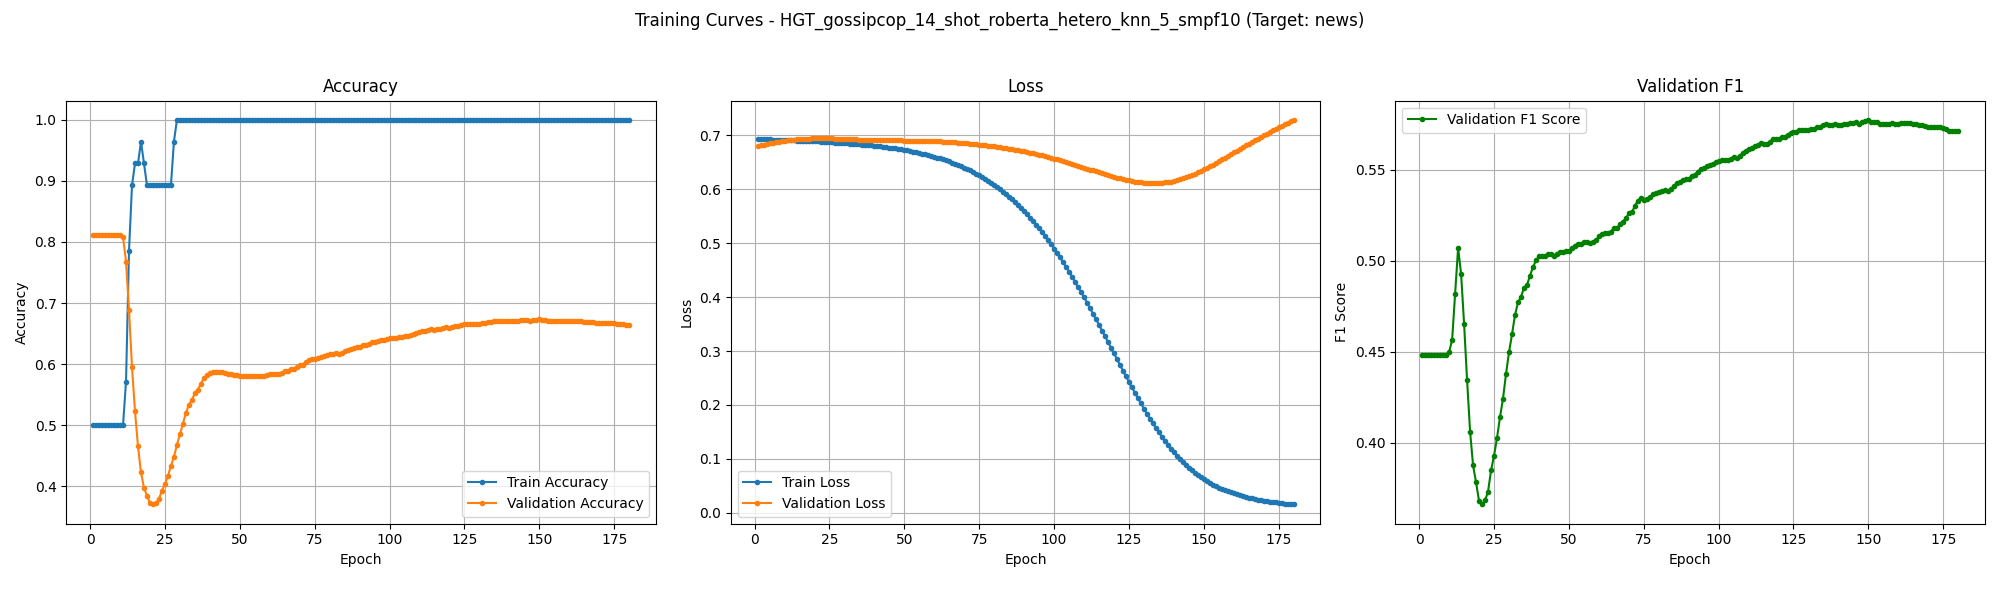 Training Curves - HGT_gossipcop_14_shot_roberta_hetero_knn_5_smpf10 (Target: news)
Accuracy
1.0
0.9
0.8
0.7
0.6
0.5
0.4
Accuracy
0 25 50 75 100 125 150 175
Epoch
Train Accuracy
Validation Accuracy
Loss
0.7
0.6
0.5
0.4
0.3
0.2
0.1
0.0
Loss
0 25 50 75 100 125 150 175
Epoch
Train Loss
Validation Loss
Validation F1
Validation F1 Score
0.55
0.50
0.45
0.40
F1 Score
0 25 50 75 100 125 150 175
Epoch